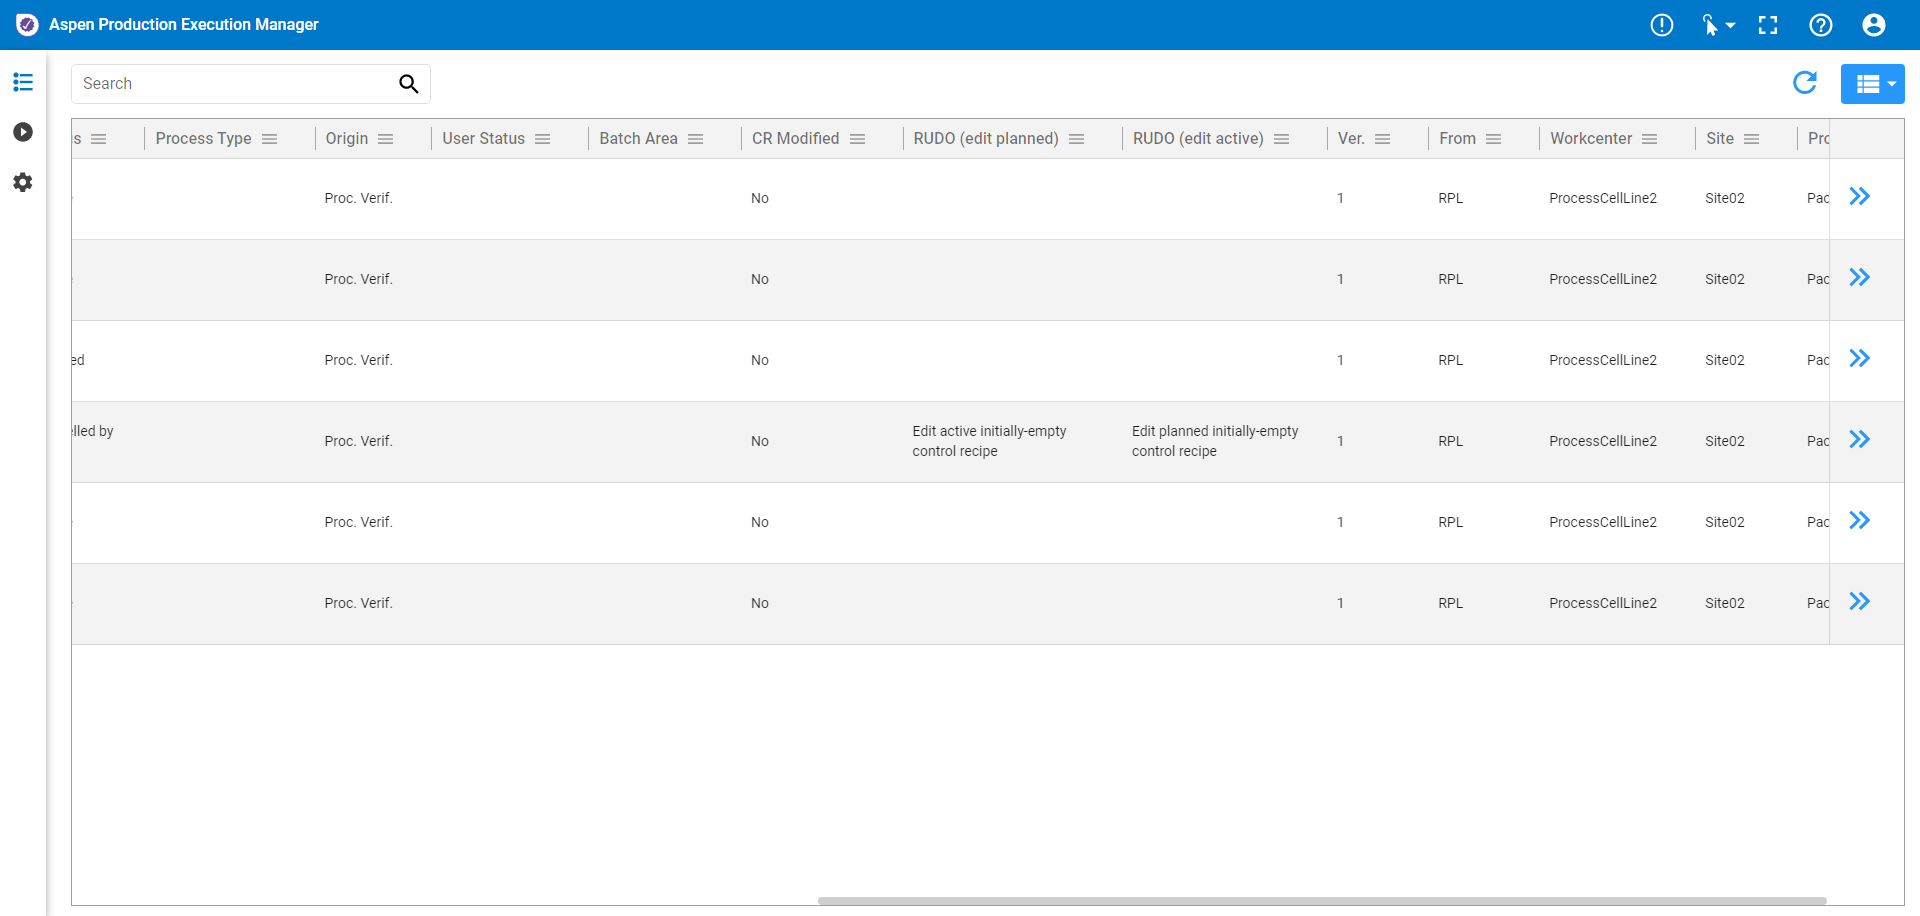 Aspen Production Execution Manager
Search
s Process Type Origin User Status Batch Area CR Modified RUDO (edit planned) RUDO (edit active) Ver. From Workcenter Site Pro
Proc. Verif. No 1 RPL ProcessCellLine2 Site02 Pac
Proc. Verif. No 1 RPL ProcessCellLine2 Site02 Pac
ed Proc. Verif. No 1 RPL ProcessCellLine2 Site02 Pac
lled by Proc. Verif. No Edit active initially-empty Edit planned initially-empty 1 RPL ProcessCellLine2 Site02 Pac
control recipe control recipe
Proc. Verif. No 1 RPL ProcessCellLine2 Site02 Pac
Proc. Verif. No 1 RPL ProcessCellLine2 Site02 Pac